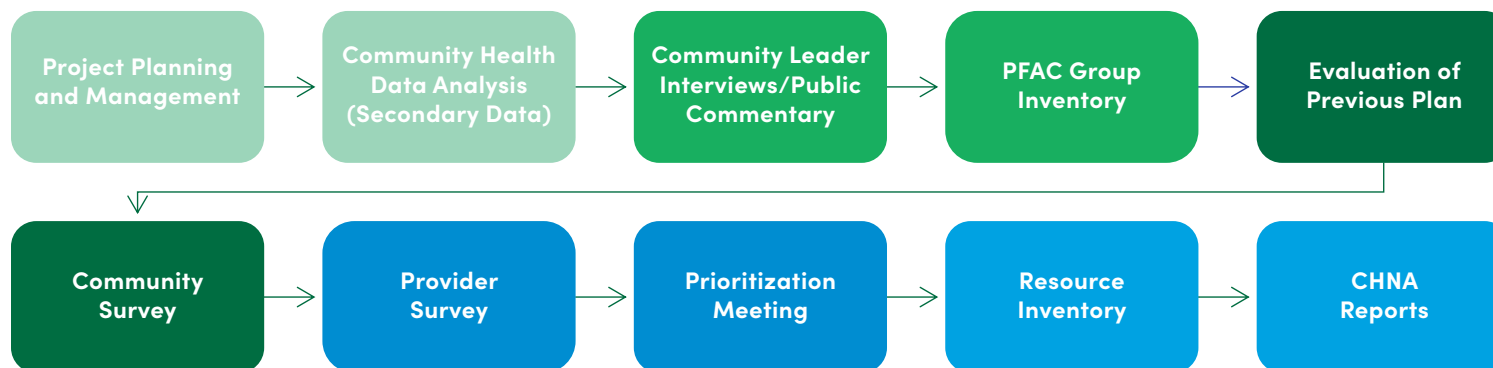 Project Planning
and Management
Community Health
Data Analysis
(Secondary Data)
Community Leader
Interviews/Public
Commentary
PFAC Group
Inventory
Evaluation of
Previous Plan
Community
Survey
Provider
Survey
Prioritization
Meeting
Resource
Inventory
CHNA
Reports